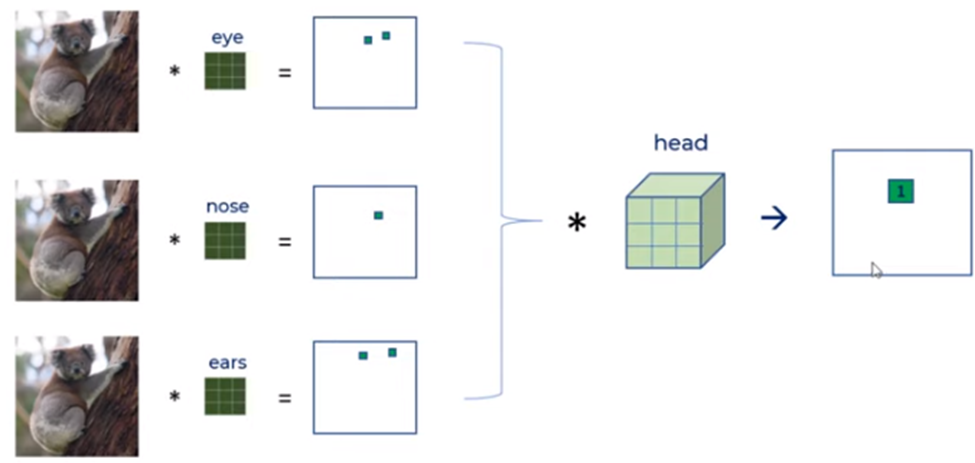 eye
* =
nose
* =
ears
* =
head
* →
1